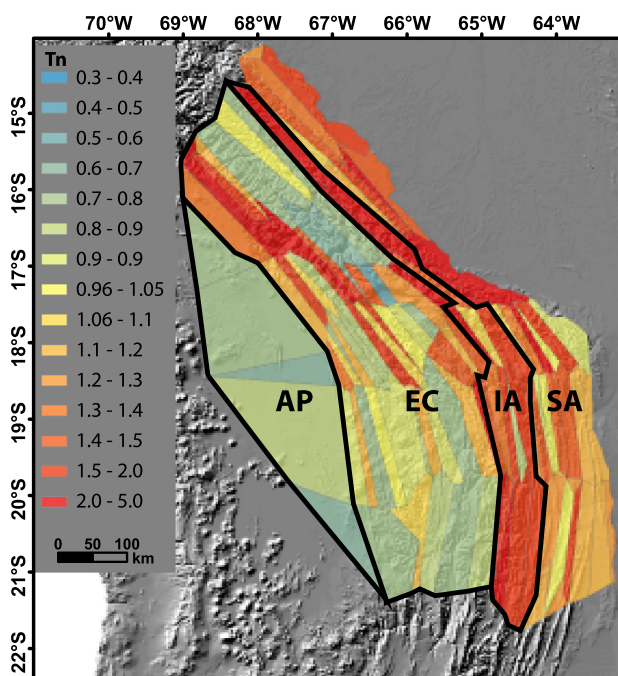 70°W 69°W 68°W 67°W 66°W 65°W 64°W
Tn
0.3 - 0.4
0.4 - 0.5
0.5 - 0.6
0.6 - 0.7
0.7 - 0.8
0.8 - 0.9
0.9 - 0.9
0.96 - 1.05
1.06 - 1.1
1.1 - 1.2
1.2 - 1.3
1.3 - 1.4
1.4 - 1.5
1.5 - 2.0
2.0 - 5.0
0 50 100
km
15°S
16°S
17°S
18°S
19°S
20°S
21°S
22°S
AP EC IA SA